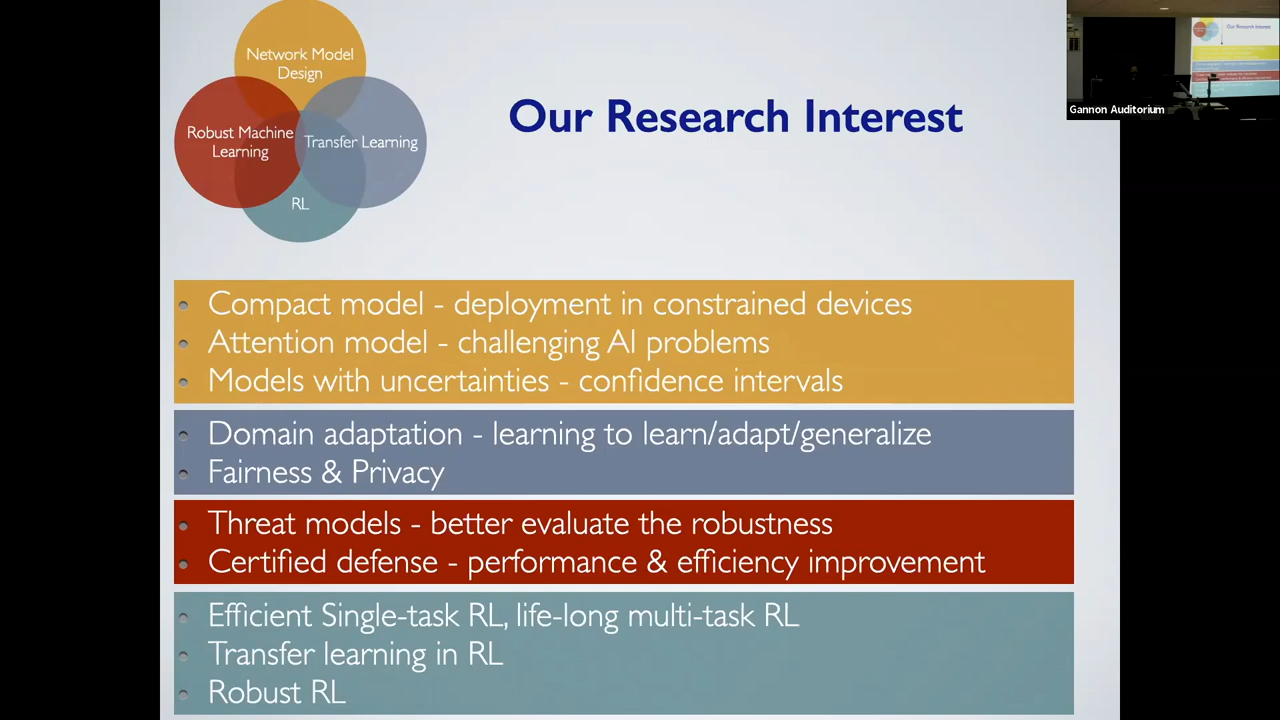 Network Model
Design
Robust Machine
Learning
Transfer Learning
RL
Our Research Interest
Our Research Interest
Gannon Auditorium
Compact model - deployment in constrained devices
Attention model - challenging AI problems
Models with uncertainties - confidence intervals
Domain adaptation - learning to learn/adapt/generalize
Fairness & Privacy
Threat models - better evaluate the robustness
Certified defense - performance & efficiency improvement
Efficient Single-task RL, life-long multi-task RL
Transfer learning in RL
Robust RL